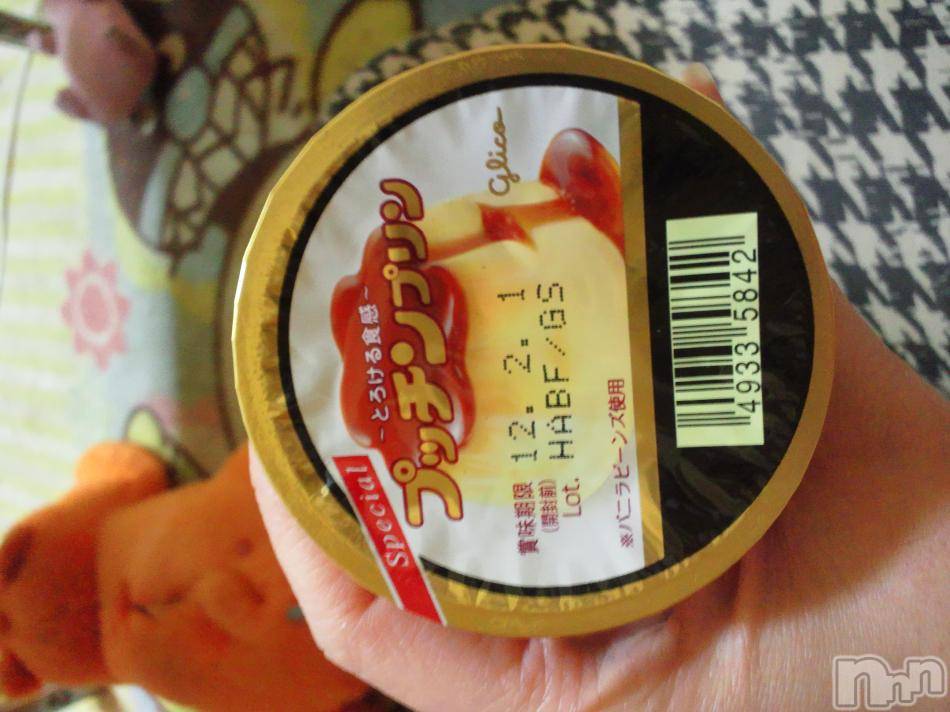 Glico
～とろける食感～
プッチンプリン
Special
賞味期限 12. 2. 1
(開封前)
Lot. HABF/GS
※バニラビーンズ使用
4933 5842
nnn